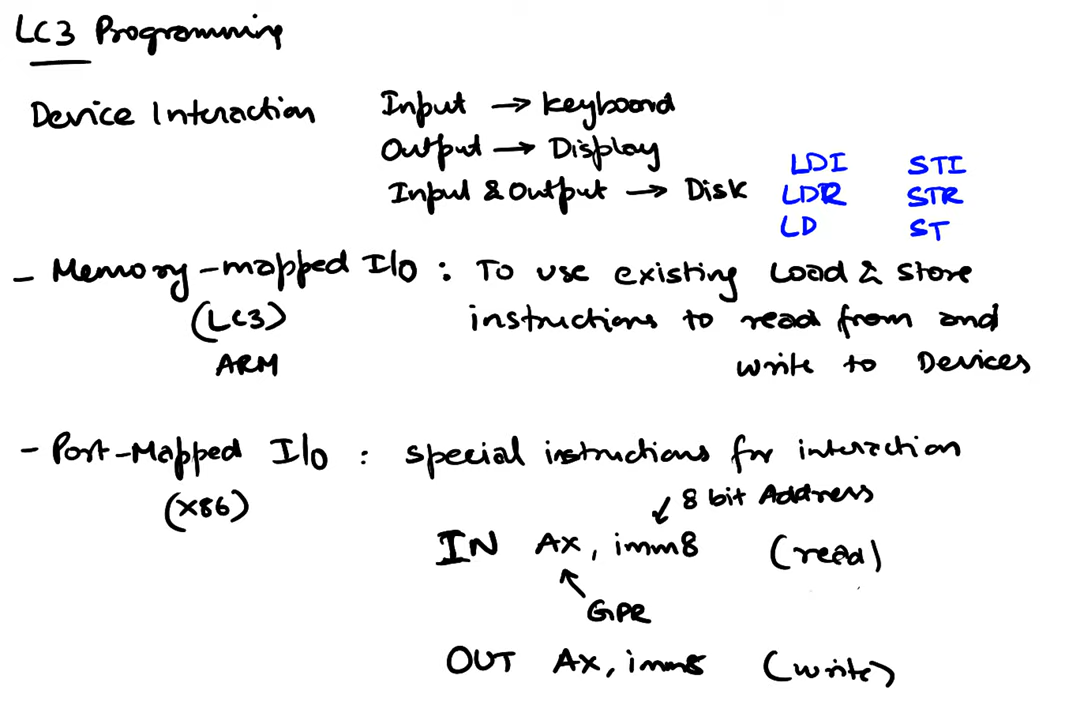 LC3 Programming
Device Interaction
Input → Keyboard
Output → Display
Input & Output → Disk
LDI STI
LDR STR
LD ST
- Memory-mapped I/O : To use existing Load & store
(LC3) instructions to read from and
ARM write to Devices
- Port-Mapped I/O : special instructions for interaction
(X86) 8 bit Address
IN AX, imm8 (read)
GPR
OUT AX, imm8 (write)